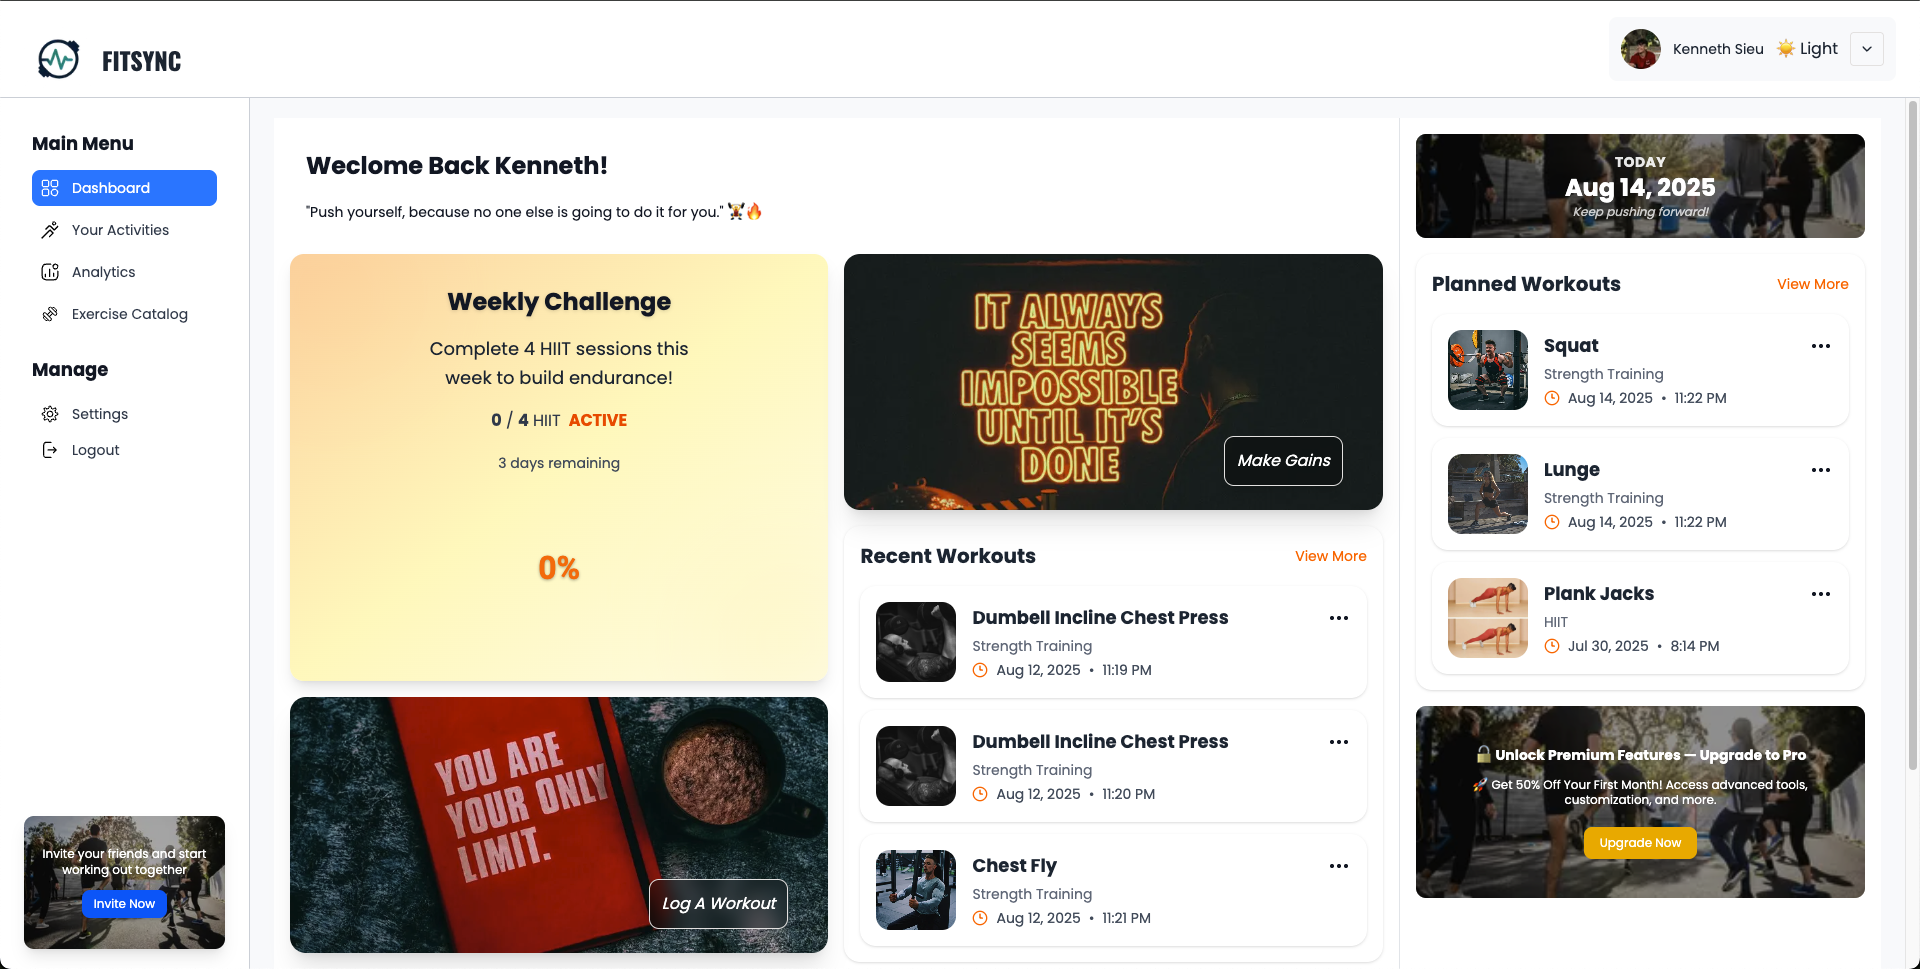 FITSYNC
Kenneth Sieu
☀️ Light
Main Menu
Dashboard
Your Activities
Analytics
Exercise Catalog
Manage
Settings
Logout
Invite your friends and start
working out together
Invite Now
Weclome Back Kenneth!
"Push yourself, because no one else is going to do it for you." 🏋️🔥
Weekly Challenge
Complete 4 HIIT sessions this
week to build endurance!
0 / 4 HIIT ACTIVE
3 days remaining
0%
YOU ARE
YOUR ONLY
LIMIT.
Log A Workout
IT ALWAYS
SEEMS
IMPOSSIBLE
UNTIL IT'S
DONE
Make Gains
Recent Workouts
View More
Dumbell Incline Chest Press
Strength Training
Aug 12, 2025 • 11:19 PM
Dumbell Incline Chest Press
Strength Training
Aug 12, 2025 • 11:20 PM
Chest Fly
Strength Training
Aug 12, 2025 • 11:21 PM
TODAY
Aug 14, 2025
Keep pushing forward!
Planned Workouts
View More
Squat
Strength Training
Aug 14, 2025 • 11:22 PM
Lunge
Strength Training
Aug 14, 2025 • 11:22 PM
Plank Jacks
HIIT
Jul 30, 2025 • 8:14 PM
🔓 Unlock Premium Features — Upgrade to Pro
🚀 Get 50% Off Your First Month! Access advanced tools,
customization, and more.
Upgrade Now